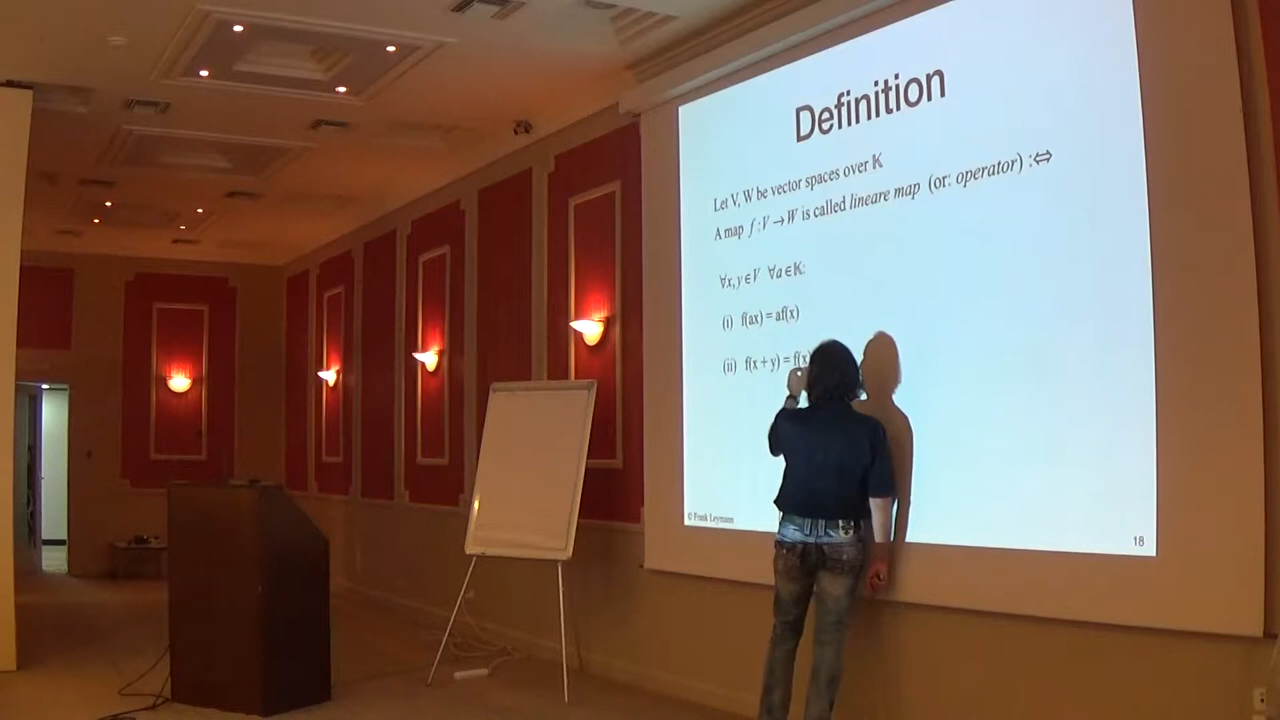 Definition
Let V, W be vector spaces over 𝕂
A map f : V → W is called lineare map (or: operator) :⇔
∀x, y ∈ V ∀a ∈ 𝕂:
(i) f(ax) = af(x)
(ii) f(x + y) = f(x)
© Frank Leymann
18